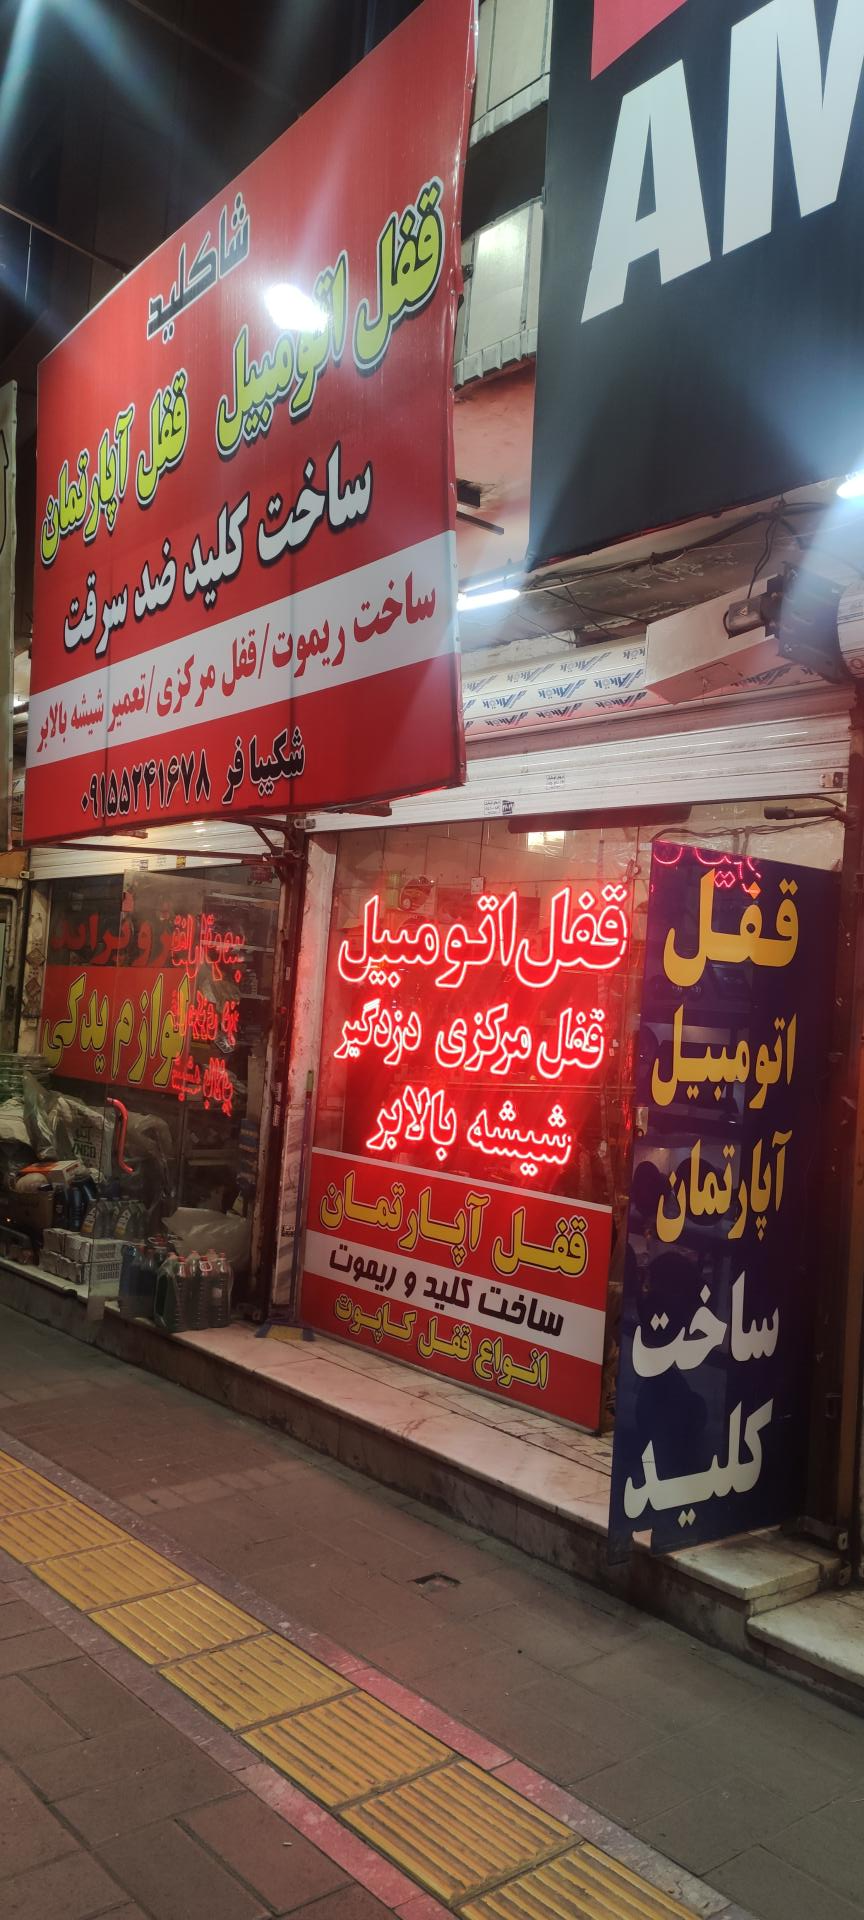 شاکلید
قفل اتومبیل قفل آپارتمان
ساخت کلید ضد سرقت
ساخت ریموت/قفل مرکزی/تعمیر شیشه بالابر
شکیبا فر ۰۹۱۵۵۲۴۱۶۷۸
AM
قفل اتومبیل
قفل مرکزی دزدگیر
شیشه بالابر
قفل آپارتمان
ساخت کلید و ریموت
انواع قفل کاپوت
قفل
اتومبیل
آپارتمان
ساخت
کلید
لوازم یدکی